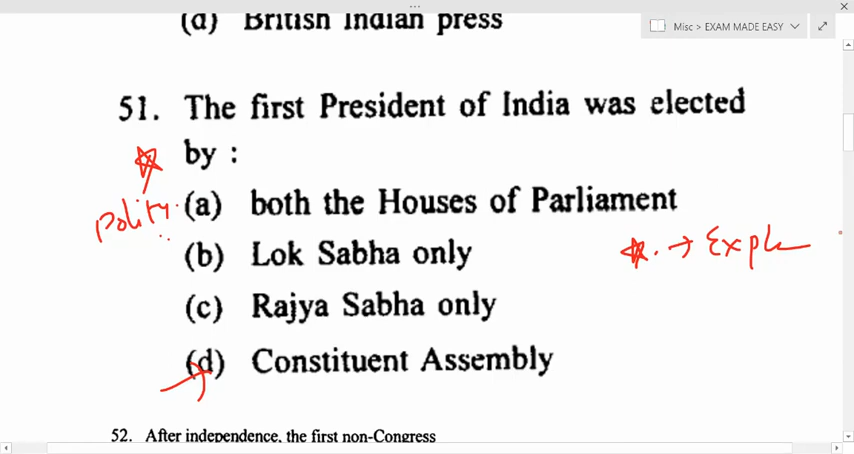 (d) British Indian press
Misc > EXAM MADE EASY
51. The first President of India was elected
by :
polity
(a) both the Houses of Parliament
(b) Lok Sabha only
→ Expl
(c) Rajya Sabha only
(d) Constituent Assembly
52. After independence, the first non-Congress